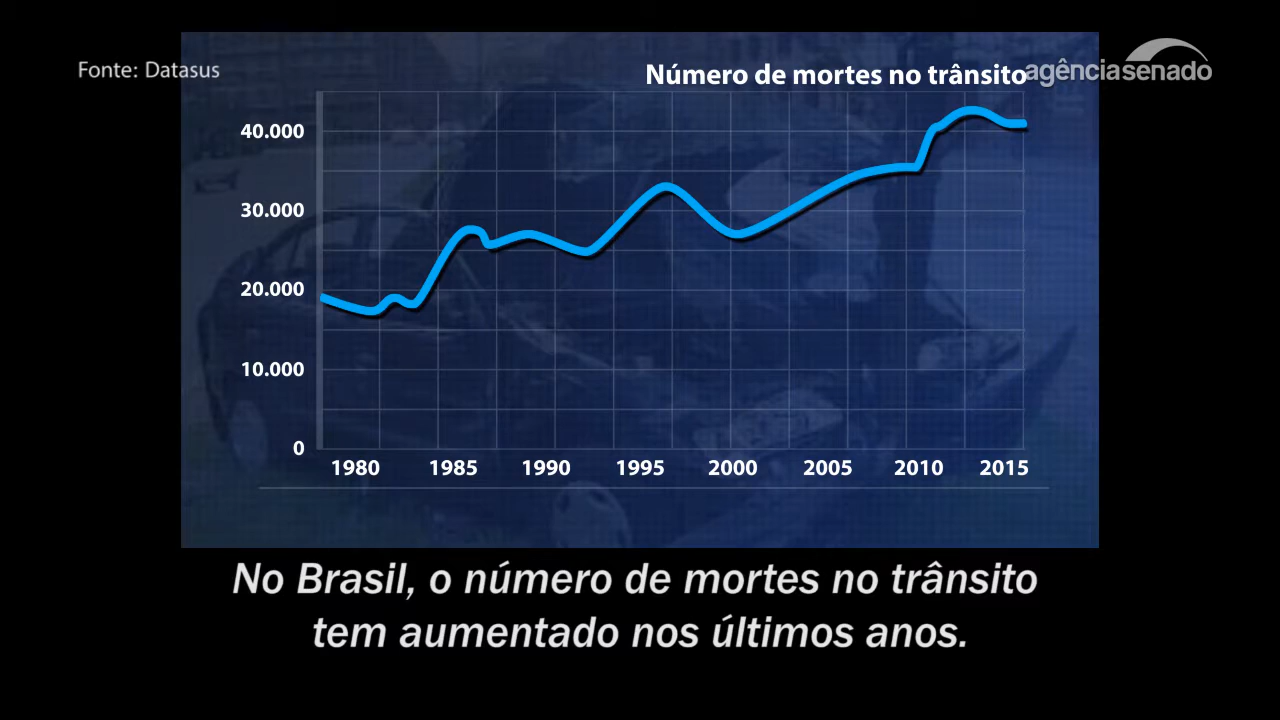 Fonte: Datasus
Número de mortes no trânsito
agênciasenado
40.000
30.000
20.000
10.000
0
1980 1985 1990 1995 2000 2005 2010 2015
No Brasil, o número de mortes no trânsito
tem aumentado nos últimos anos.